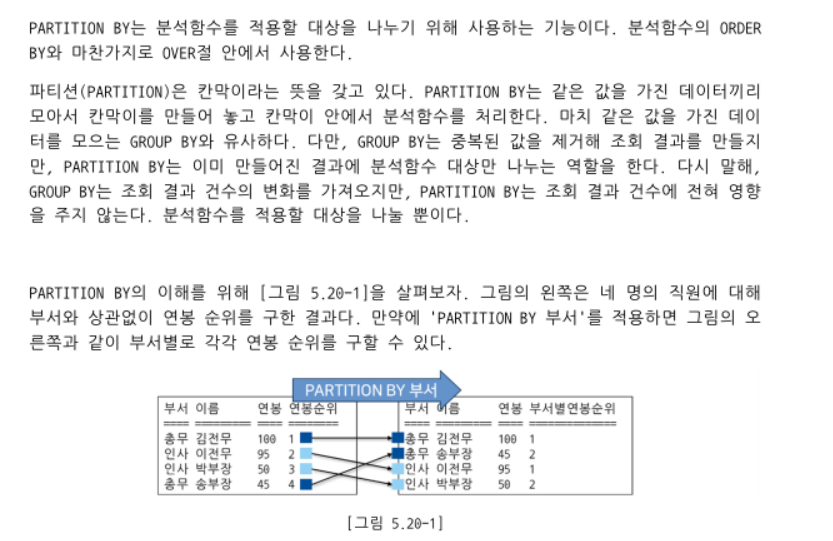 PARTITION BY는 분석함수를 적용할 대상을 나누기 위해 사용하는 기능이다. 분석함수의 ORDER
BY와 마찬가지로 OVER절 안에서 사용한다.
파티션(PARTITION)은 칸막이라는 뜻을 갖고 있다. PARTITION BY는 같은 값을 가진 데이터끼리
모아서 칸막이를 만들어 놓고 칸막이 안에서 분석함수를 처리한다. 마치 같은 값을 가진 데이
터를 모으는 GROUP BY와 유사하다. 다만, GROUP BY는 중복된 값을 제거해 조회 결과를 만들지
만, PARTITION BY는 이미 만들어진 결과에 분석함수 대상만 나누는 역할을 한다. 다시 말해,
GROUP BY는 조회 결과 건수의 변화를 가져오지만, PARTITION BY는 조회 결과 건수에 전혀 영향
을 주지 않는다. 분석함수를 적용할 대상을 나눌 뿐이다.
PARTITION BY의 이해를 위해 [그림 5.20-1]을 살펴보자. 그림의 왼쪽은 네 명의 직원에 대해
부서와 상관없이 연봉 순위를 구한 결과다. 만약에 'PARTITION BY 부서'를 적용하면 그림의 오
른쪽과 같이 부서별로 각각 연봉 순위를 구할 수 있다.
PARTITION BY 부서
부서 이름 연봉 연봉순위
==== ========= ==== ========
총무 김전무 100 1
인사 이전무 95 2
인사 박부장 50 3
총무 송부장 45 4
부서 이름 연봉 부서별연봉순위
==== ========= ==== ==============
총무 김전무 100 1
총무 송부장 45 2
인사 이전무 95 1
인사 박부장 50 2
[그림 5.20-1]